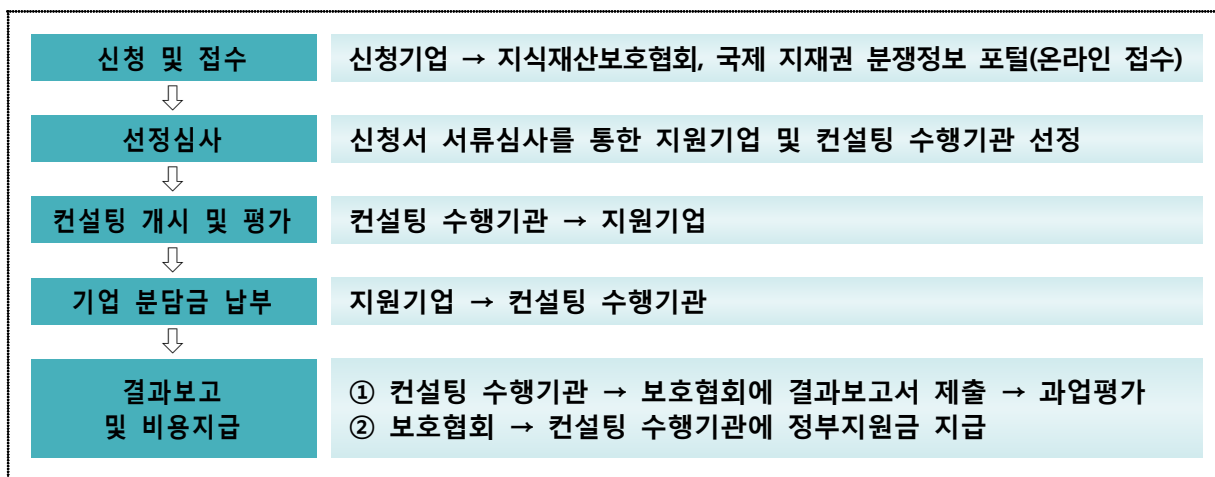 신청 및 접수
신청기업 → 지식재산보호협회, 국제 지재권 분쟁정보 포털(온라인 접수)
선정심사
신청서 서류심사를 통한 지원기업 및 컨설팅 수행기관 선정
컨설팅 개시 및 평가
컨설팅 수행기관 → 지원기업
기업 분담금 납부
지원기업 → 컨설팅 수행기관
결과보고
및 비용지급
① 컨설팅 수행기관 → 보호협회에 결과보고서 제출 → 과업평가
② 보호협회 → 컨설팅 수행기관에 정부지원금 지급